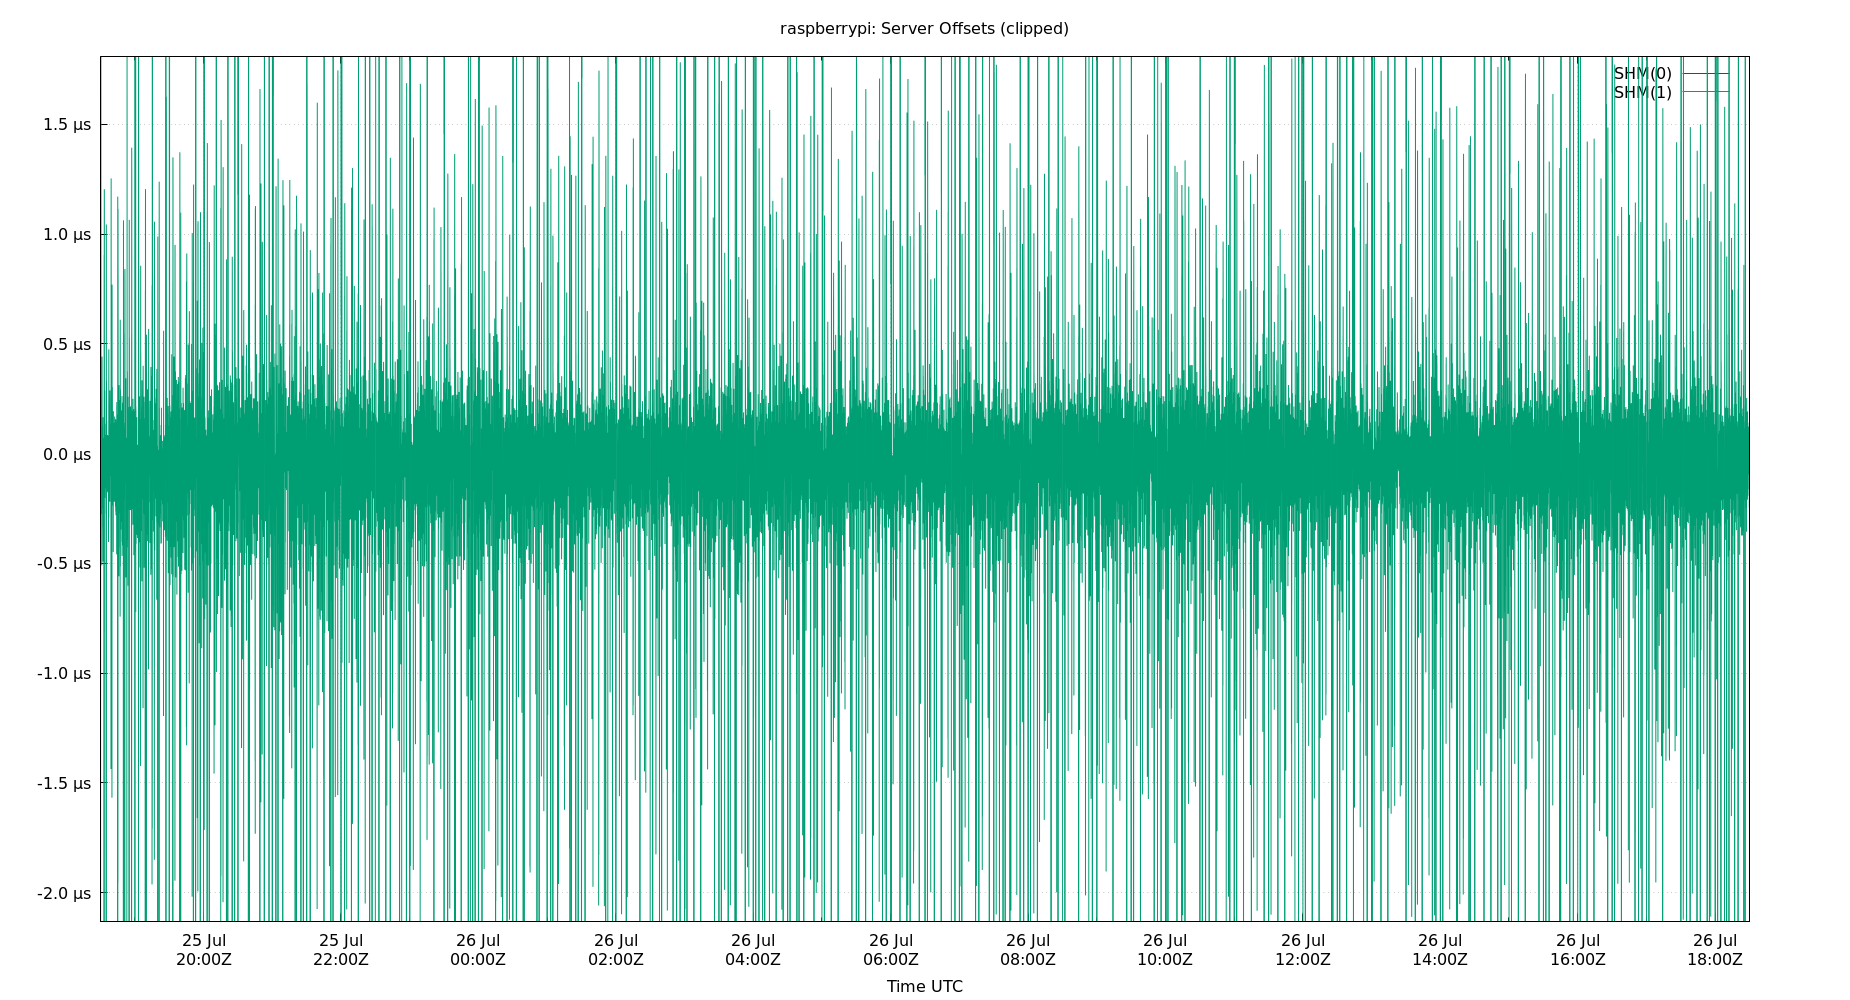 raspberrypi: Server Offsets (clipped)
SHM(0)
SHM(1)
1.5 µs
1.0 µs
0.5 µs
0.0 µs
-0.5 µs
-1.0 µs
-1.5 µs
-2.0 µs
25 Jul 25 Jul 26 Jul 26 Jul 26 Jul 26 Jul 26 Jul 26 Jul 26 Jul 26 Jul 26 Jul 26 Jul
20:00Z 22:00Z 00:00Z 02:00Z 04:00Z 06:00Z 08:00Z 10:00Z 12:00Z 14:00Z 16:00Z 18:00Z
Time UTC